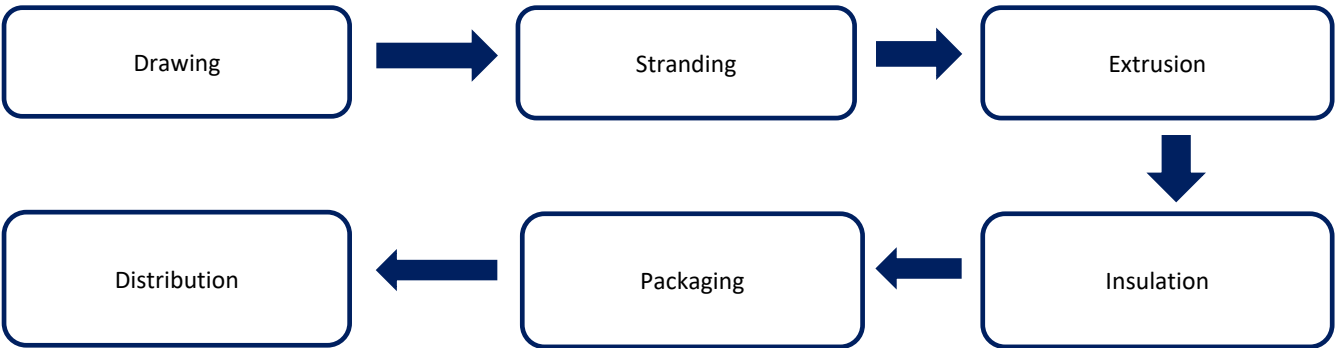 Drawing
Stranding
Extrusion
Insulation
Packaging
Distribution